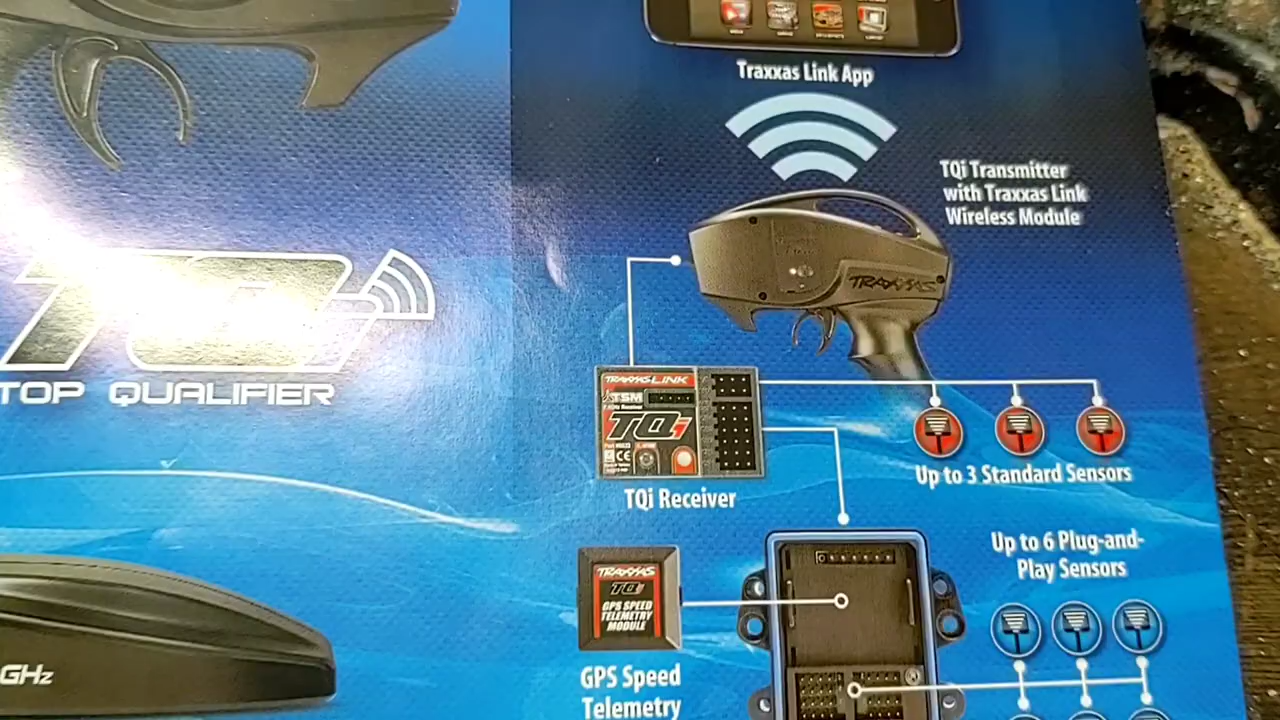 Traxxas Link App
TQi Transmitter
with Traxxas Link
Wireless Module
TRAXXAS
TOP QUALIFIER
TRAXXAS LINK
TSM
TQi
TQi Receiver
Up to 3 Standard Sensors
Up to 6 Plug-and-
Play Sensors
TRAXXAS
TQi
GPS SPEED
TELEMETRY
MODULE
GPS Speed
Telemetry
GHz